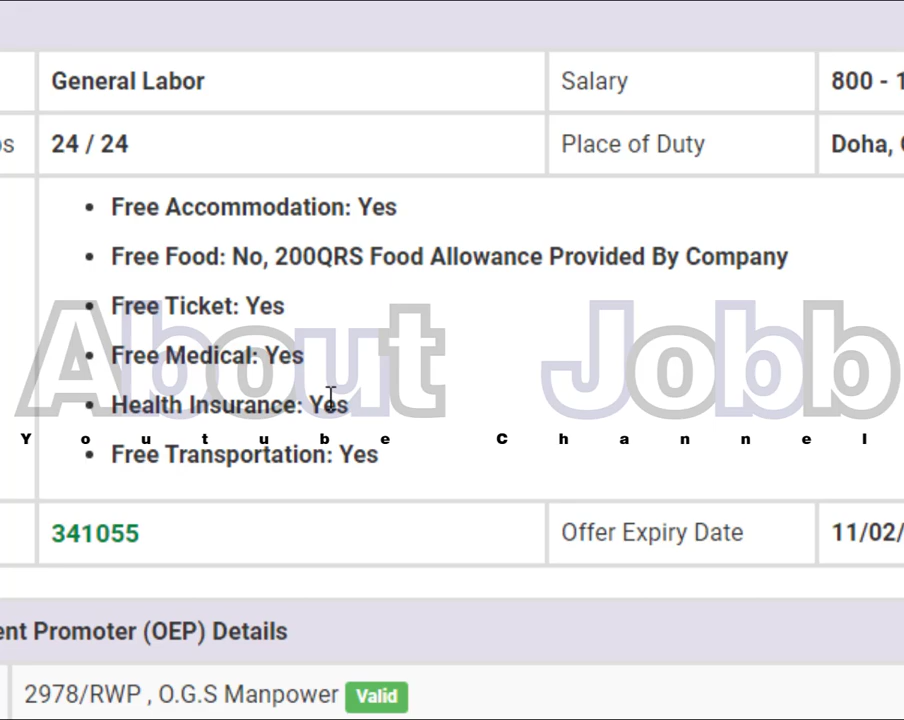 General Labor Salary 800 -
24 / 24 Place of Duty Doha,
• Free Accommodation: Yes
• Free Food: No, 200QRS Food Allowance Provided By Company
• Free Ticket: Yes
About Jobb
• Free Medical: Yes
• Health Insurance: Yes
Youtube Channel
• Free Transportation: Yes
341055 Offer Expiry Date 11/02/
Promoter (OEP) Details
2978/RWP , O.G.S Manpower Valid